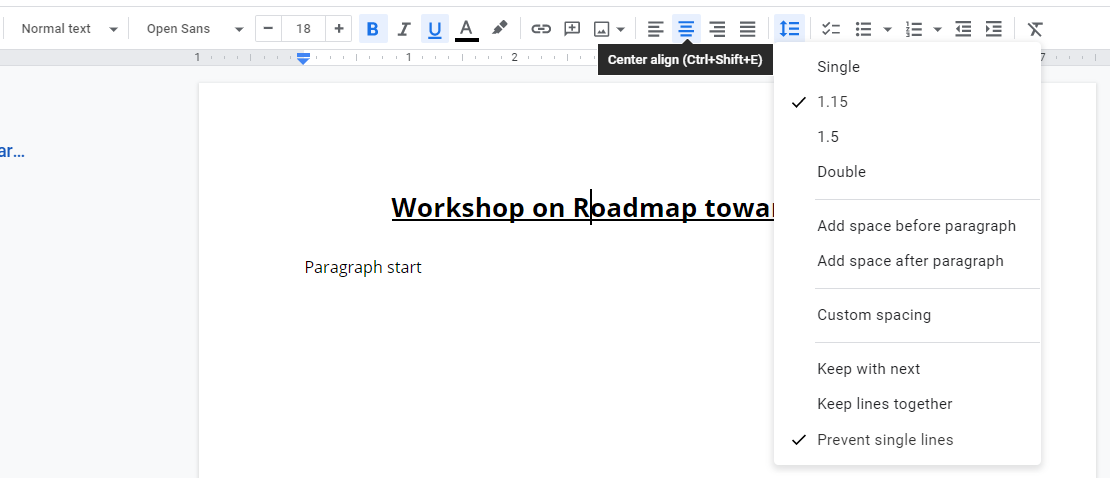 Normal text Open Sans 18 B I U A
1 1 2 7
Center align (Ctrl+Shift+E)
ar...
Workshop on Roadmap
Paragraph start
Single
1.15
1.5
Double
Add space before paragraph
Add space after paragraph
Custom spacing
Keep with next
Keep lines together
Prevent single lines